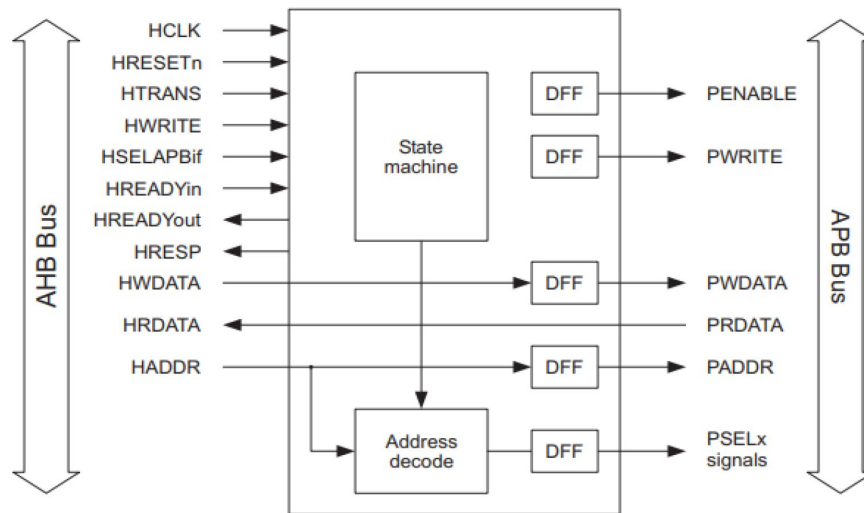 AHB Bus
HCLK
HRESETn
HTRANS
HWRITE
HSELAPBif
HREADYin
HREADYout
HRESP
HWDATA
HRDATA
HADDR
State
machine
Address
decode
DFF
DFF
DFF
DFF
DFF
PENABLE
PWRITE
PWDATA
PRDATA
PADDR
PSELx
signals
APB Bus